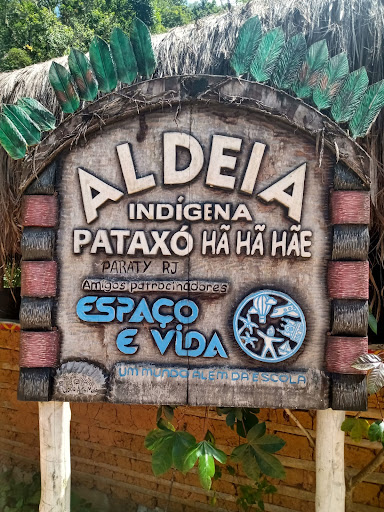 ALDEIA
INDÍGENA
PATAXÓ HÃ HÃ HÃE
PARATY RJ
Amigos patrocinadores
ESPAÇO
E VIDA
UM MUNDO ALÉM DA ESCOLA